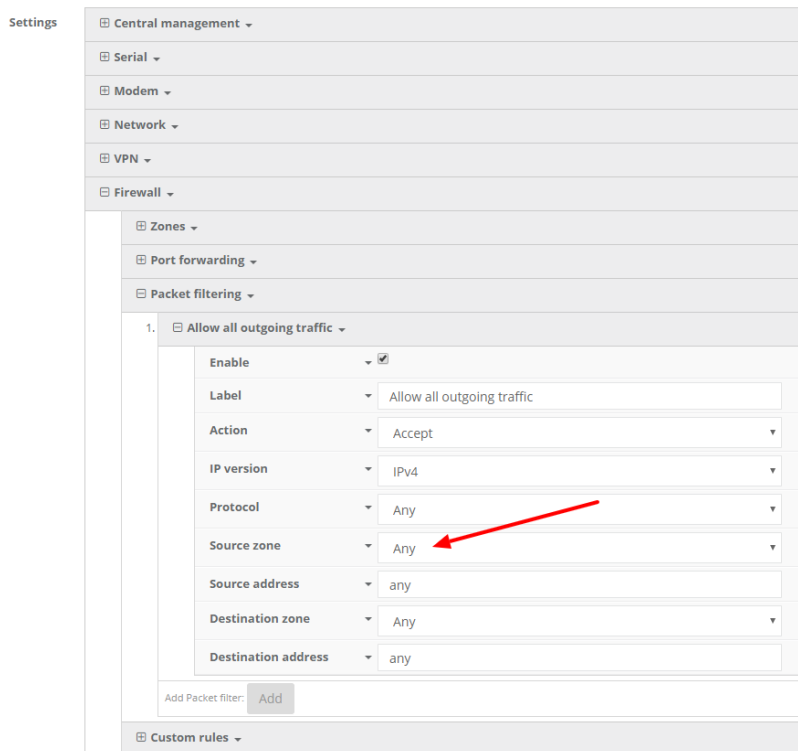 Settings
Central management
Serial
Modem
Network
VPN
Firewall
Zones
Port forwarding
Packet filtering
1. Allow all outgoing traffic
Enable
Label Allow all outgoing traffic
Action Accept
IP version IPv4
Protocol Any
Source zone Any
Source address any
Destination zone Any
Destination address any
Add Packet filter: Add
Custom rules